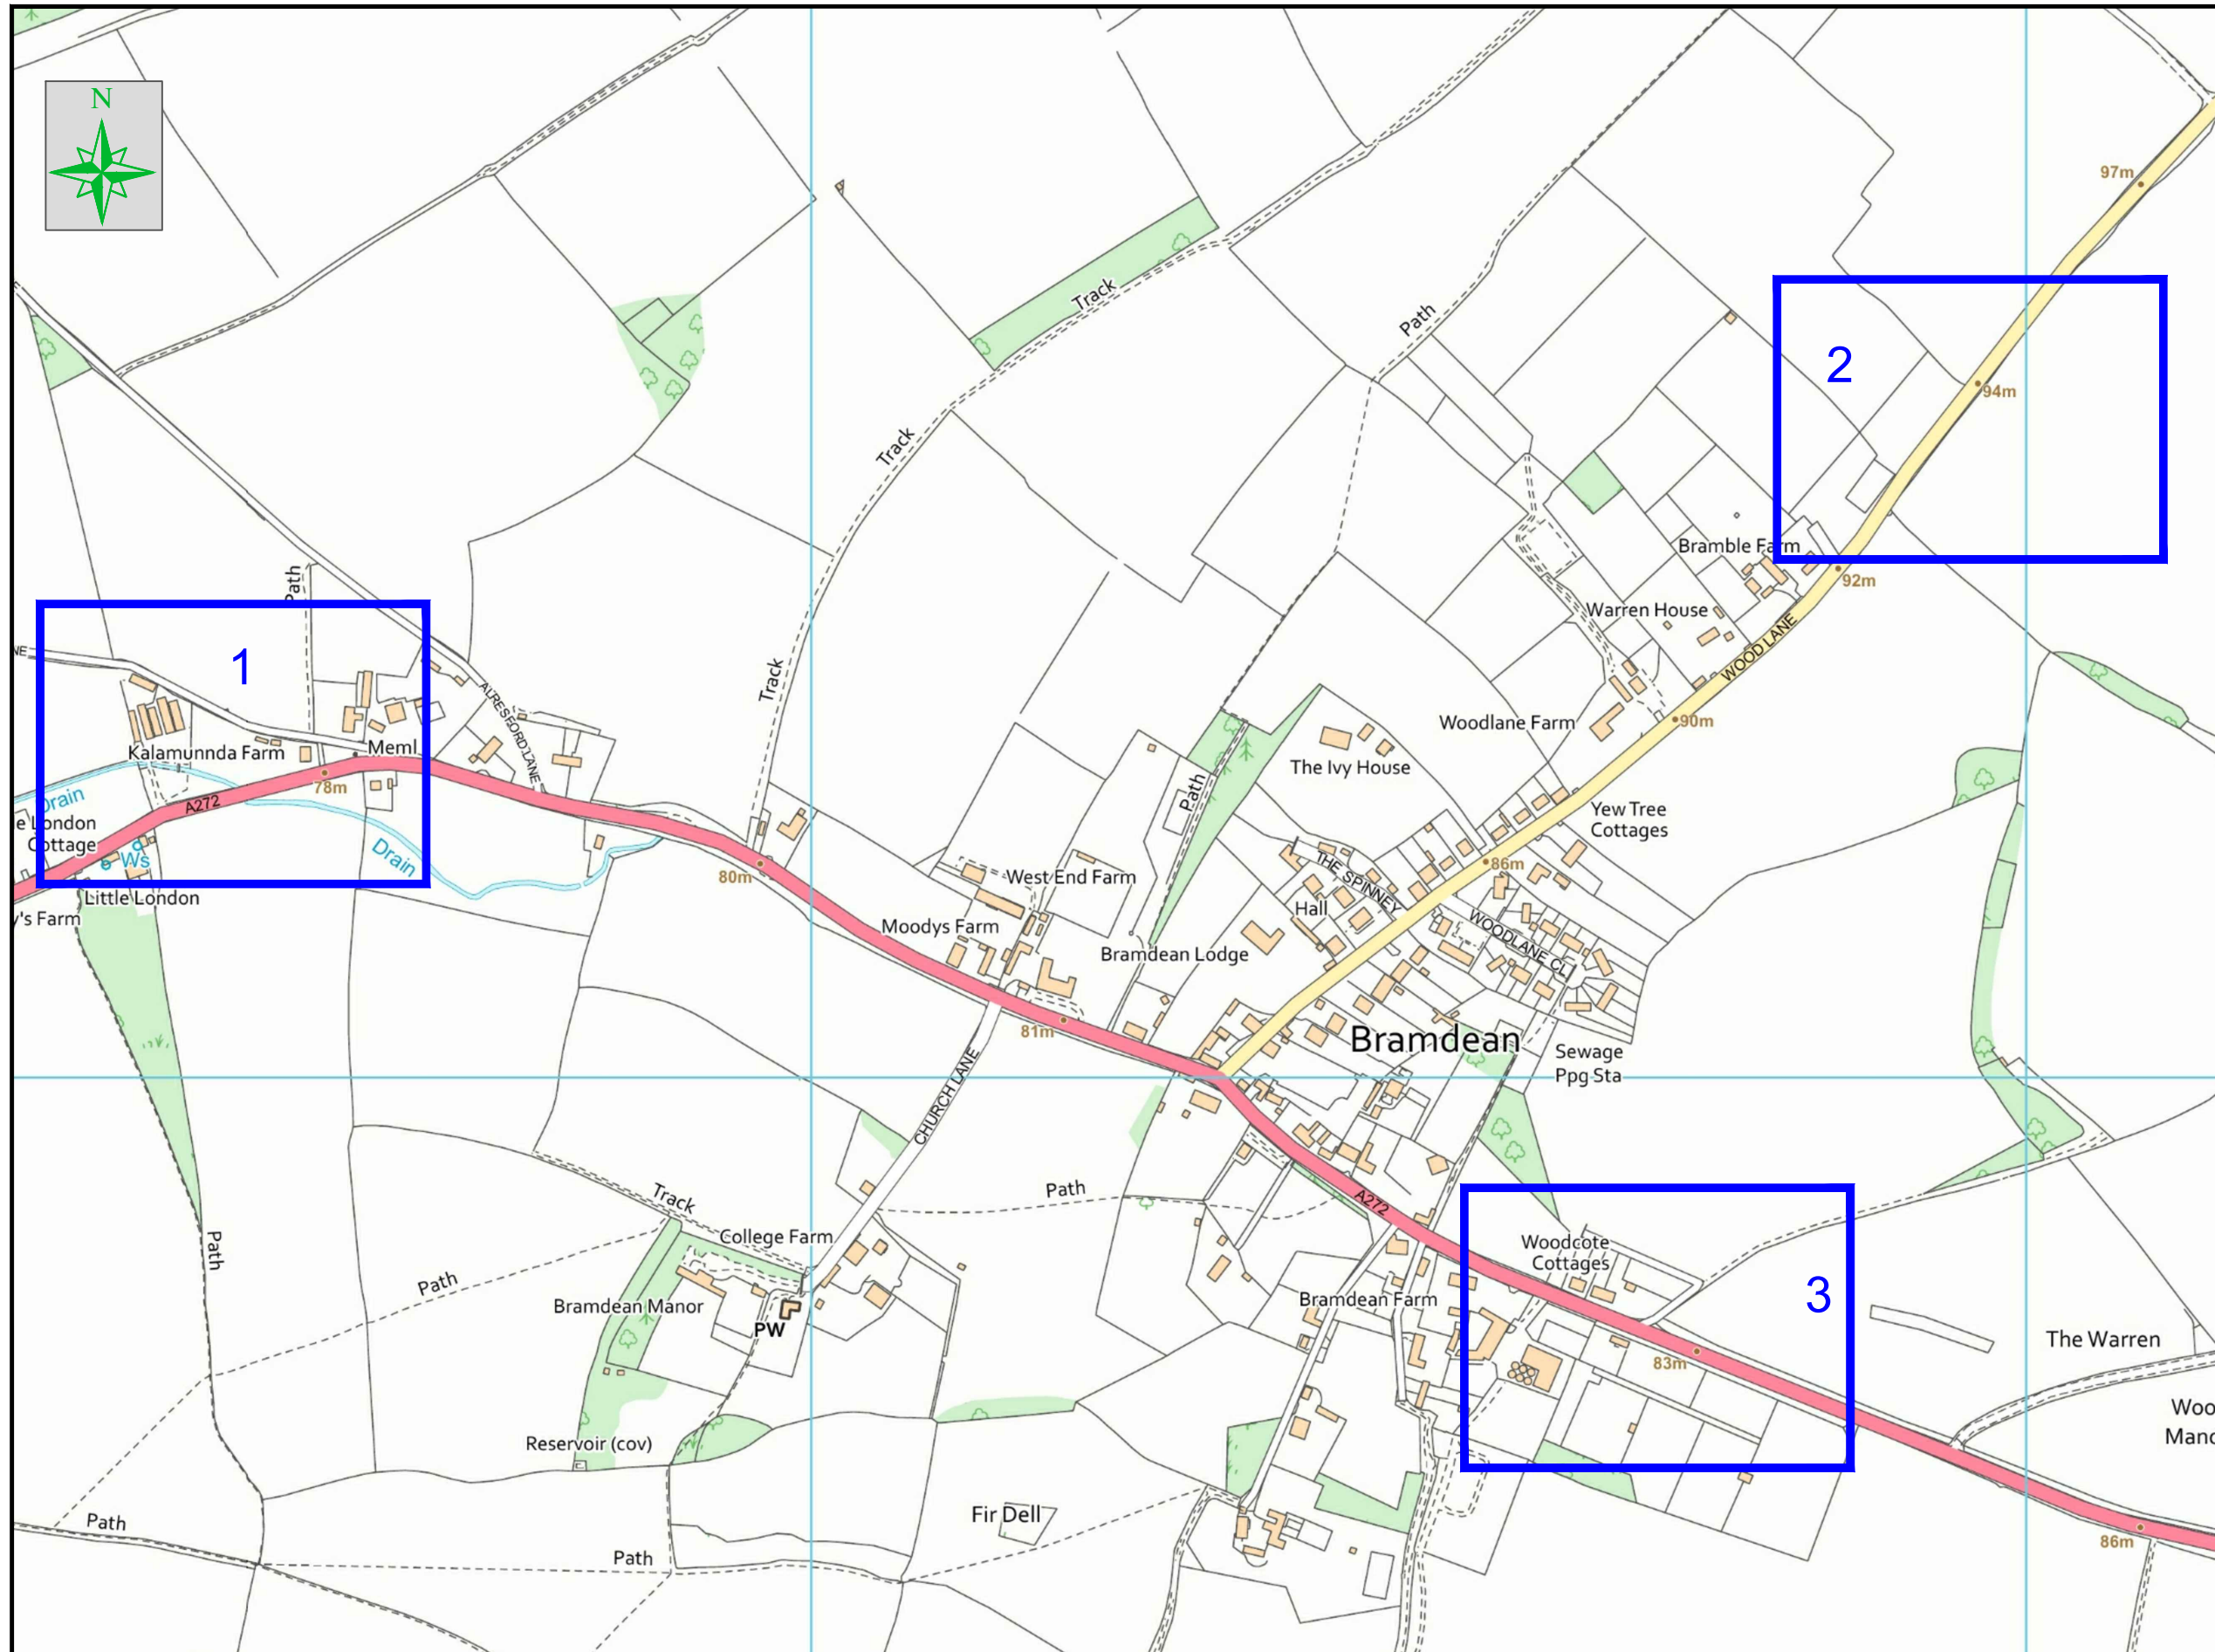 N
97m
Track
Path
2
94m
Track
Bramble Farm
92m
Path
Warren House
WOOD LANE
NE
1
Track
ALRESFORD LANE
90m
Woodlane Farm
Meml
Kalamunnda Farm
The Ivy House
78m
Path
Drain
A272
Yew Tree
Cottages
e London
Cottage
Ws
Drain
86m
THE SPINNEY
80m
West End Farm
Little London
Hall
y's Farm
Moodys Farm
WOODLANE CL
Bramdean Lodge
81m
Bramdean
Sewage
Ppg Sta
CHURCH LANE
Path
Track
A272
Path
College Farm
Woodcote
Cottages
Path
3
Bramdean Manor
Bramdean Farm
PW
The Warren
83m
Woo
Mano
Reservoir (cov)
Fir Dell
Path
86m
Path